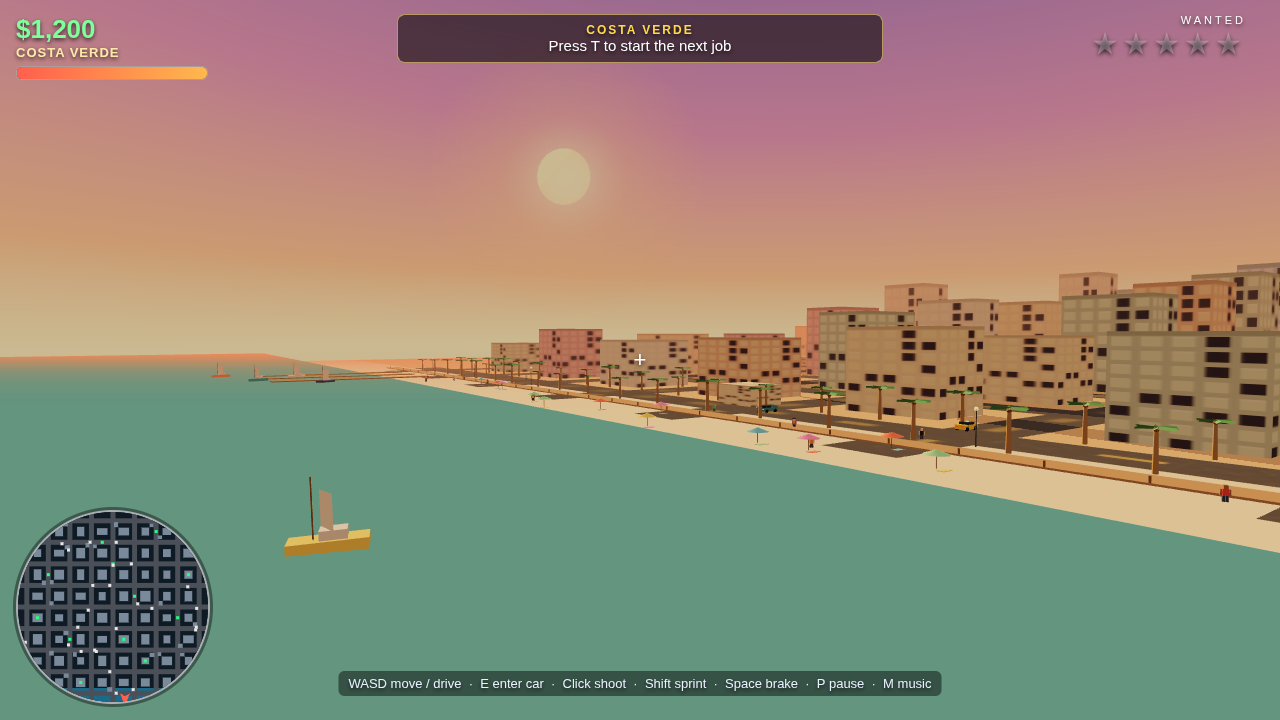 $1,200
COSTA VERDE
COSTA VERDE
Press T to start the next job
WANTED
WASD move / drive · E enter car · Click shoot · Shift sprint · Space brake · P pause · M music